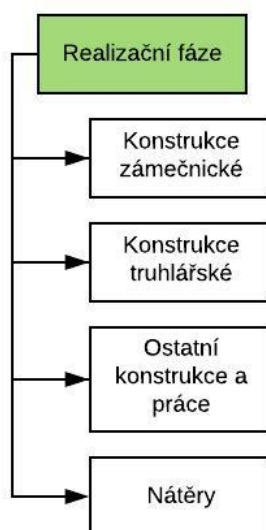 Realizační fáze
Konstrukce
zámečnické
Konstrukce
truhlářské
Ostatní
konstrukce a
práce
Nátěry